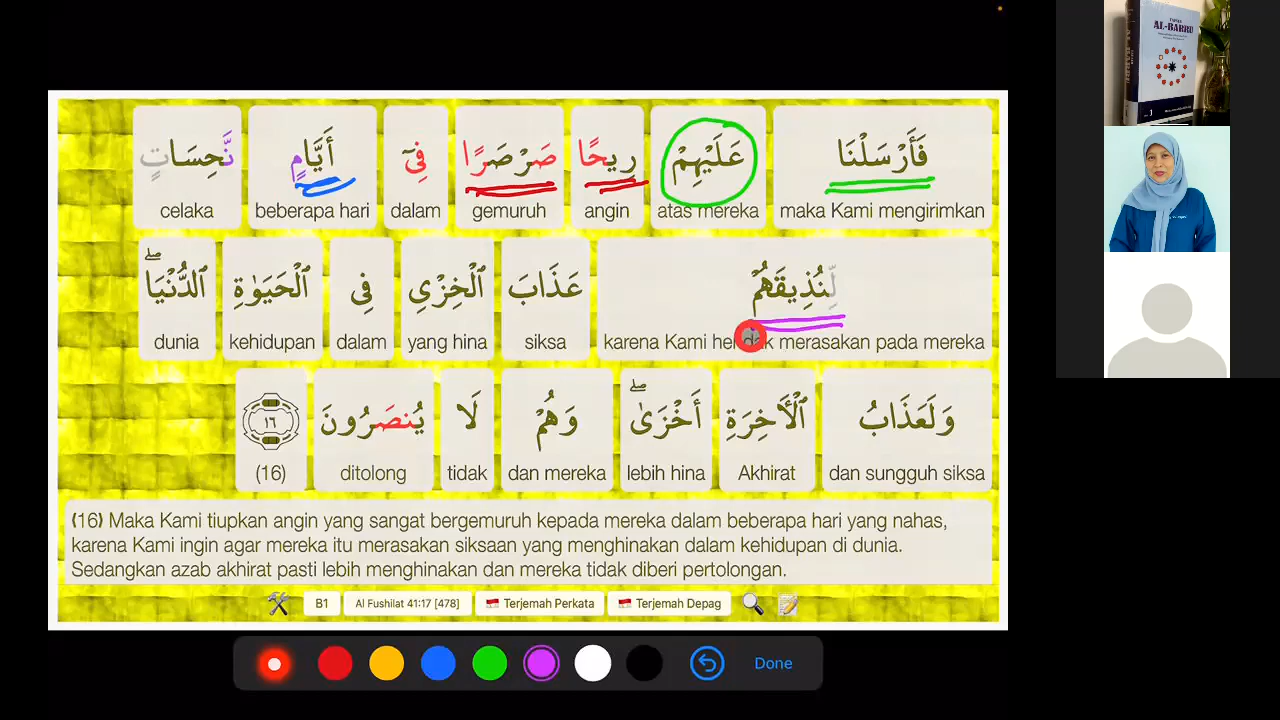 فَأَرْسَلْنَا عَلَيْهِمْ رِيحًا صَرْصَرًا فِىٓ أَيَّامٍ نَّحِسَاتٍ
maka Kami mengirimkan atas mereka angin gemuruh dalam beberapa hari celaka
لِّنُذِيقَهُمْ عَذَابَ ٱلْخِزْىِ فِى ٱلْحَيَوٰةِ ٱلدُّنْيَا ۖ
karena Kami hendak merasakan pada mereka siksa yang hina dalam kehidupan dunia
وَلَعَذَابُ ٱلْأَخِرَةِ أَخْزَىٰ ۖ وَهُمْ لَا يُنصَرُونَ ١٦
dan sungguh siksa Akhirat lebih hina dan mereka tidak ditolong (16)
(16) Maka Kami tiupkan angin yang sangat bergemuruh kepada mereka dalam beberapa hari yang nahas,
karena Kami ingin agar mereka itu merasakan siksaan yang menghinakan dalam kehidupan di dunia.
Sedangkan azab akhirat pasti lebih menghinakan dan mereka tidak diberi pertolongan.
B1 Al Fushilat 41:17 [478] Terjemah Perkata Terjemah Depag
Done
AL-BARRU